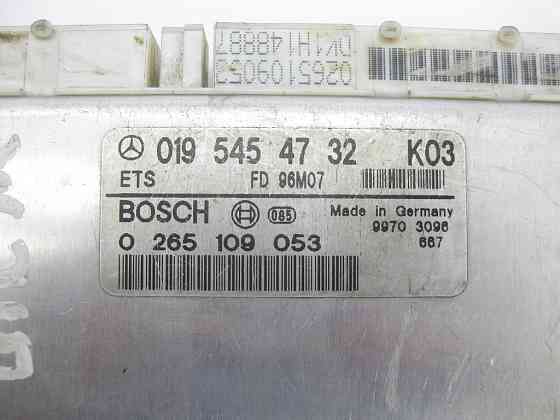 DV1H148887
0265109053
019 545 47 32 K03
ETS FD 96M07
BOSCH 085 Made in Germany
9970 3096
0 265 109 053 667